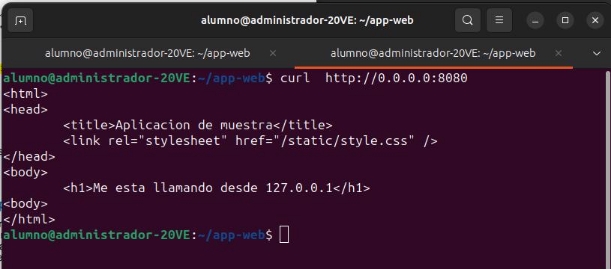 alumno@administrador-20VE: ~/app-web
alumno@administrador-20VE: ~/app-web
alumno@administrador-20VE: ~/app-web
alumno@administrador-20VE:~/app-web$ curl  http://0.0.0.0:8080
<html>
<head>
        <title>Aplicacion de muestra</title>
        <link rel="stylesheet" href="/static/style.css" />
</head>
<body>
        <h1>Me esta llamando desde 127.0.0.1</h1>
<body>
</html>
alumno@administrador-20VE:~/app-web$